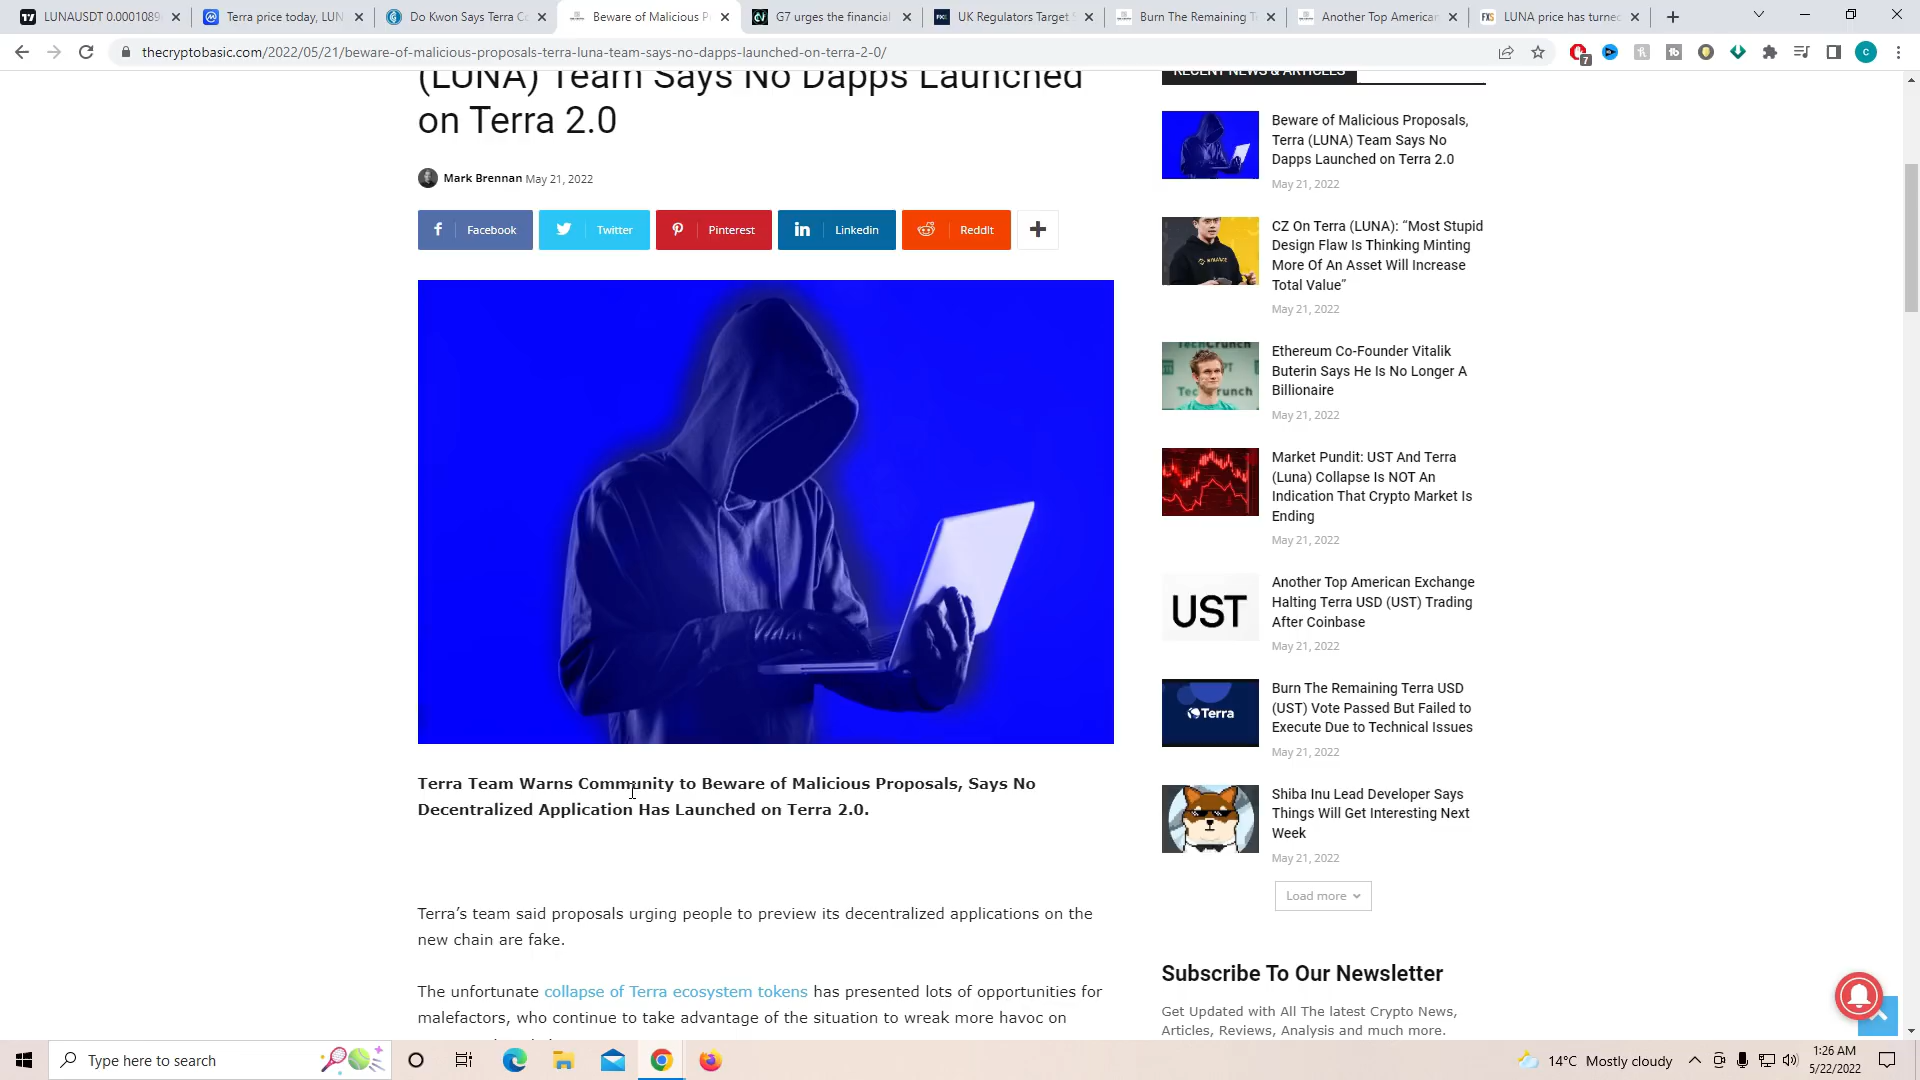 LUNAUSDT 0.0001089
Terra price today, LUN
Do Kwon Says Terra Co
Beware of Malicious P
G7 urges the financial
UK Regulators Target S
Burn The Remaining T
Another Top American
LUNA price has turned
thecryptobasic.com/2022/05/21/beware-of-malicious-proposals-terra-luna-team-says-no-dapps-launched-on-terra-2-0/
7
c
(LUNA) Team Says No Dapps Launched
on Terra 2.0
Mark Brennan May 21, 2022
Facebook
Twitter
Pinterest
Linkedin
ReddIt
Terra Team Warns Community to Beware of Malicious Proposals, Says No
Decentralized Application Has Launched on Terra 2.0.
Terra’s team said proposals urging people to preview its decentralized applications on the
new chain are fake.
The unfortunate collapse of Terra ecosystem tokens has presented lots of opportunities for
malefactors, who continue to take advantage of the situation to wreak more havoc on
RECENT NEWS & ARTICLES
Beware of Malicious Proposals,
Terra (LUNA) Team Says No
Dapps Launched on Terra 2.0
May 21, 2022
CZ On Terra (LUNA): “Most Stupid
Design Flaw Is Thinking Minting
More Of An Asset Will Increase
Total Value”
May 21, 2022
Ethereum Co-Founder Vitalik
Buterin Says He Is No Longer A
Billionaire
May 21, 2022
Market Pundit: UST And Terra
(Luna) Collapse Is NOT An
Indication That Crypto Market Is
Ending
May 21, 2022
UST
Another Top American Exchange
Halting Terra USD (UST) Trading
After Coinbase
May 21, 2022
Terra
Burn The Remaining Terra USD
(UST) Vote Passed But Failed to
Execute Due to Technical Issues
May 21, 2022
Shiba Inu Lead Developer Says
Things Will Get Interesting Next
Week
May 21, 2022
Load more
Subscribe To Our Newsletter
Get Updated with All The latest Crypto News,
Articles, Reviews, Analysis and much more.
Type here to search
14°C Mostly cloudy
1:26 AM
5/22/2022